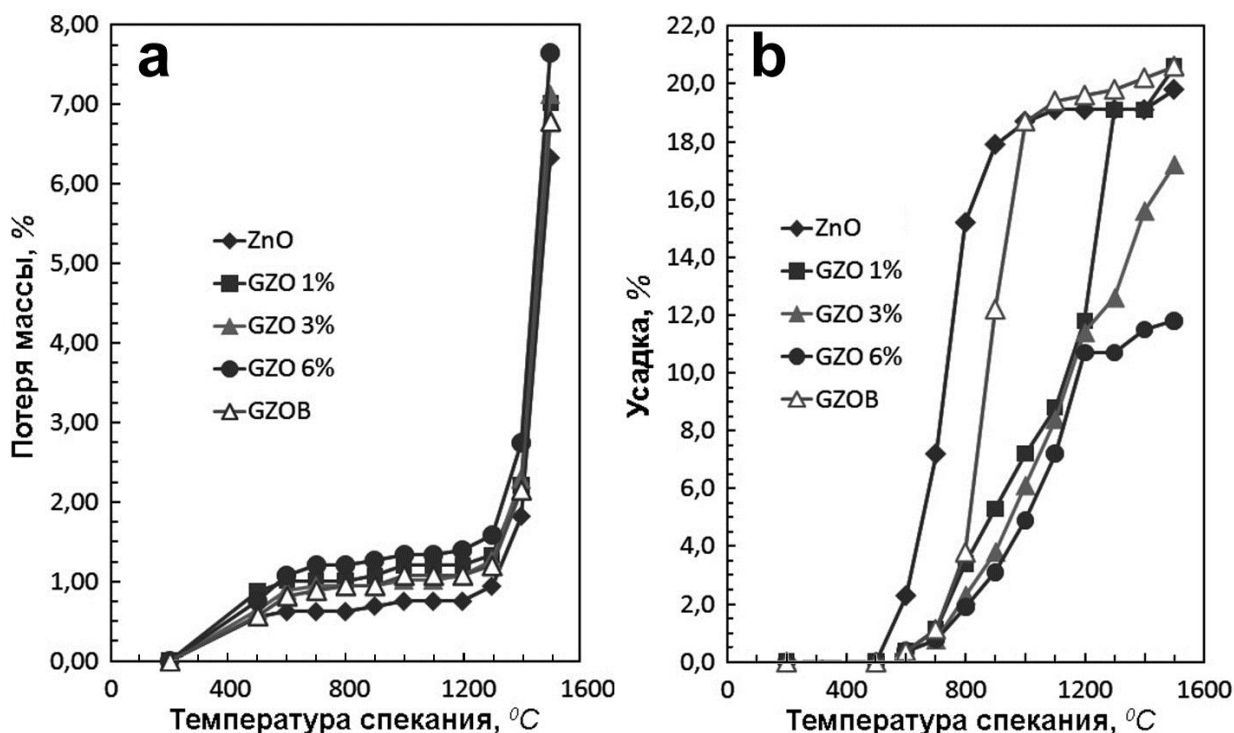 a
8,00
7,00
6,00
5,00
4,00
3,00
2,00
1,00
0,00
Потеря массы, %
ZnO
GZO 1%
GZO 3%
GZO 6%
GZOB
0 400 800 1200 1600
Температура спекания, ⁰C
b
22,0
20,0
18,0
16,0
14,0
12,0
10,0
8,0
6,0
4,0
2,0
0,0
Усадка, %
ZnO
GZO 1%
GZO 3%
GZO 6%
GZOB
0 400 800 1200 1600
Температура спекания, ⁰C